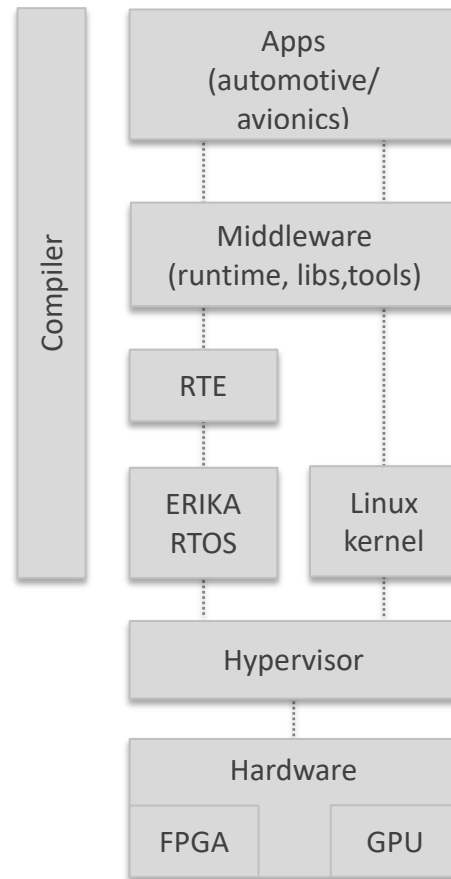 Compiler
Apps
(automotive/
avionics)
Middleware
(runtime, libs,tools)
RTE
ERIKA
RTOS
Linux
kernel
Hypervisor
Hardware
FPGA
GPU